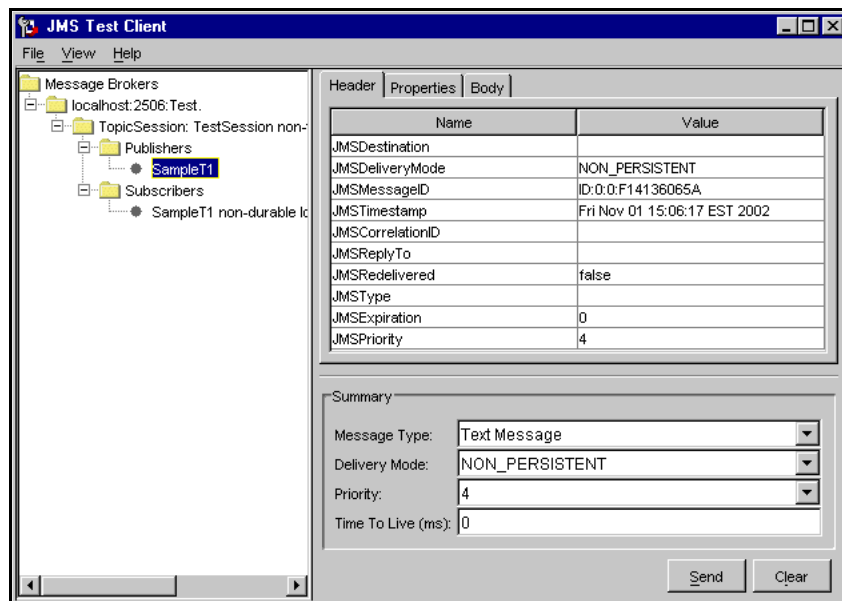 JMS Test Client
File View Help
Message Brokers
localhost:2506:Test.
TopicSession: TestSession non-
Publishers
SampleT1
Subscribers
SampleT1 non-durable
Header Properties Body
Name Value
JMSDestination
JMSDeliveryMode NON_PERSISTENT
JMSMessageID ID:0:0:F14136065A
JMSTimestamp Fri Nov 01 15:06:17 EST 2002
JMSCorrelationID
JMSReplyTo
JMSRedelivered false
JMSType
JMSExpiration 0
JMSPriority 4
Summary
Message Type: Text Message
Delivery Mode: NON_PERSISTENT
Priority: 4
Time To Live (ms): 0
Send Clear